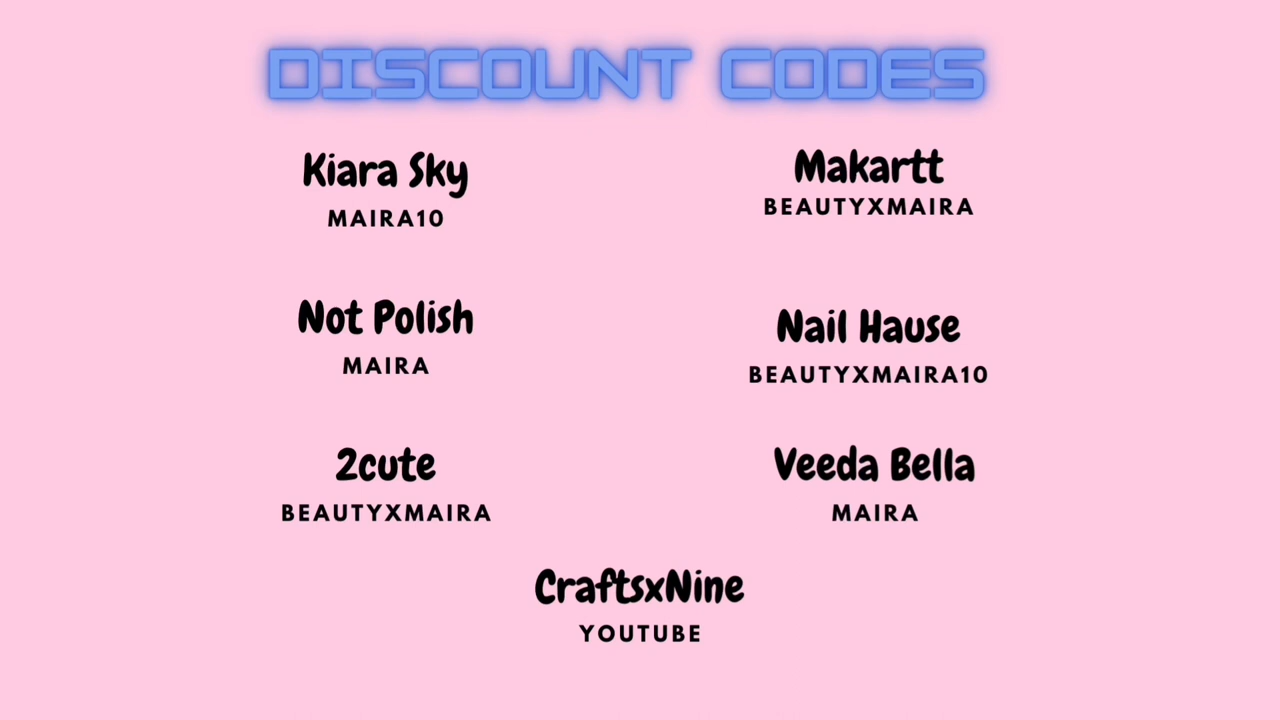 DISCOUNT CODES
Kiara Sky
MAIRA10
Makartt
BEAUTYXMAIRA
Not Polish
MAIRA
Nail Hause
BEAUTYXMAIRA10
2cute
BEAUTYXMAIRA
Veeda Bella
MAIRA
CraftsxNine
YOUTUBE